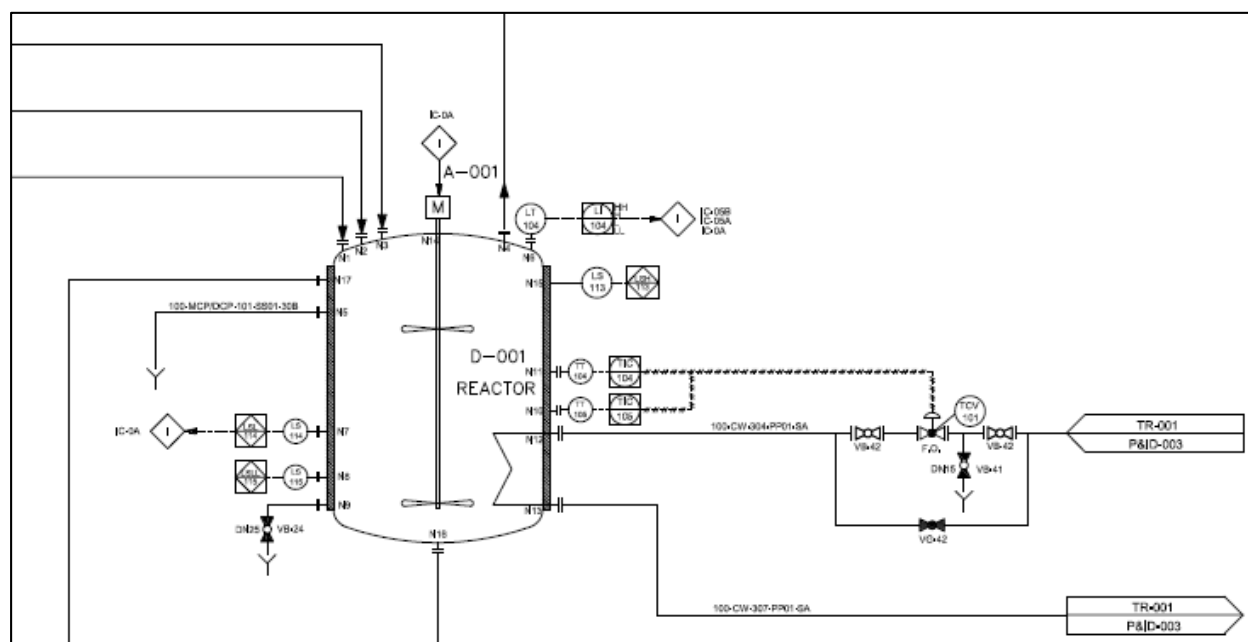 IC-0A
I
A-001
M
LT
104
LI
104
I
IC-05B
IC-05A
IC-0A
N1
N2
N3
N14
N4
N17
N15
LS
113
113
100-MCP/DCP-101-SS01-30B
N5
D-001
REACTOR
N11
TT
104
TIC
104
N10
TT
105
TIC
105
TCV
101
IC-0A
I
114
LS
114
N7
N12
100-CW-304-PP01-SA
VB-42
F.O.
VB-42
TR-001
P&ID-003
DN15
VB-41
115
LS
115
N8
N9
N13
DN25
VB-24
N16
VG-42
100-CW-307-PP01-SA
TR-001
P&ID-003